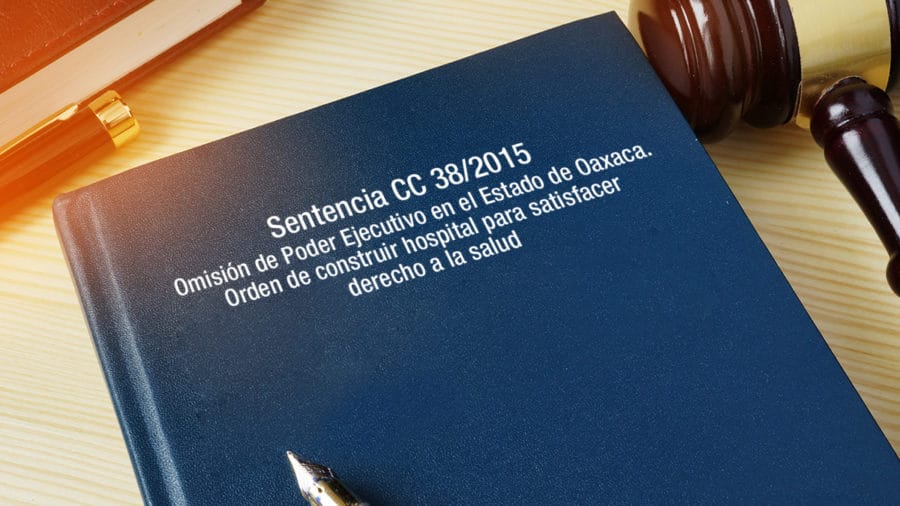 Sentencia CC 38/2015
Omisión de Poder Ejecutivo en el Estado de Oaxaca.
Orden de construir hospital para satisfacer
derecho a la salud